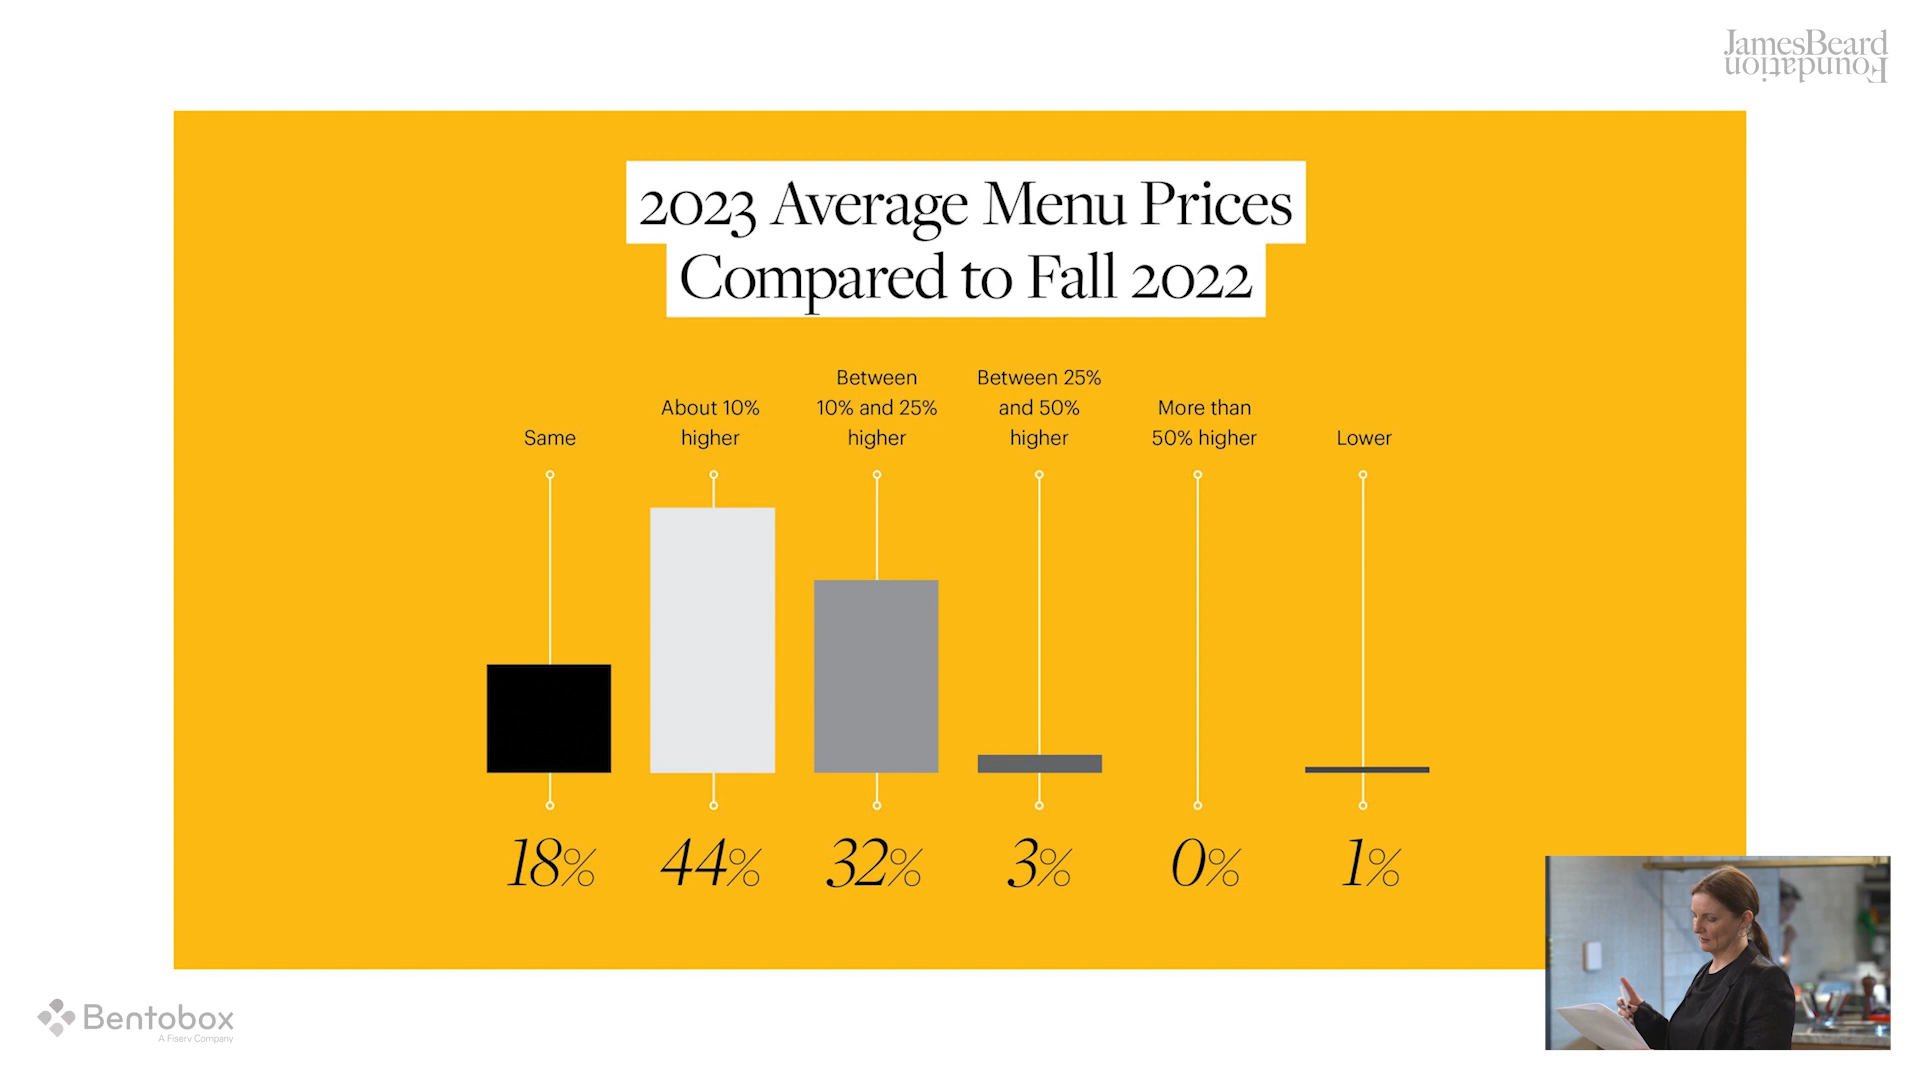 JamesBeard
Foundation
2023 Average Menu Prices
Compared to Fall 2022
Same
About 10%
higher
Between
10% and 25%
higher
Between 25%
and 50%
higher
More than
50% higher
Lower
18%
44%
32%
3%
0%
1%
Bentobox
A Fiserv Company